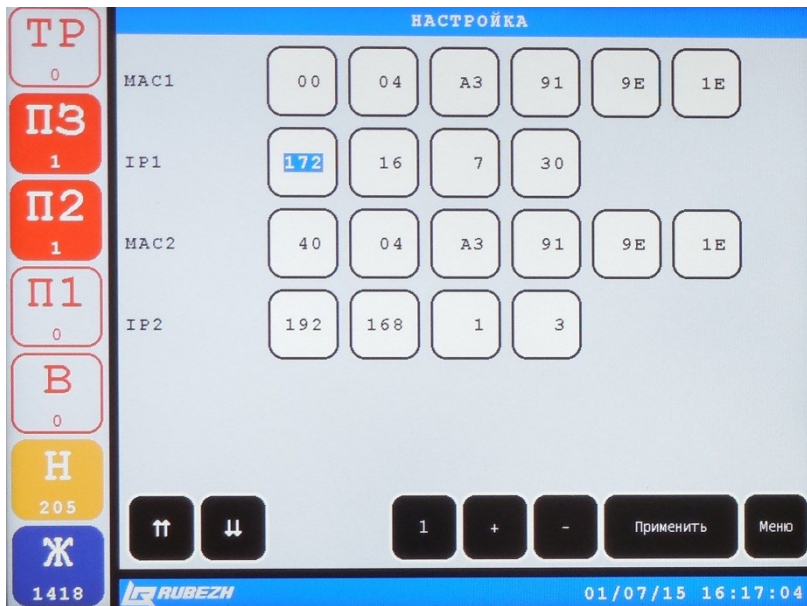 НАСТРОЙКА
ТР
0
П3
1
П2
1
П1
0
В
0
Н
205
Ж
1418
MAC1 00 04 A3 91 9E 1E
IP1 172 16 7 30
MAC2 40 04 A3 91 9E 1E
IP2 192 168 1 3
⇈ ⇊ 1 + - Применить Меню
RUBEZH 01/07/15 16:17:04